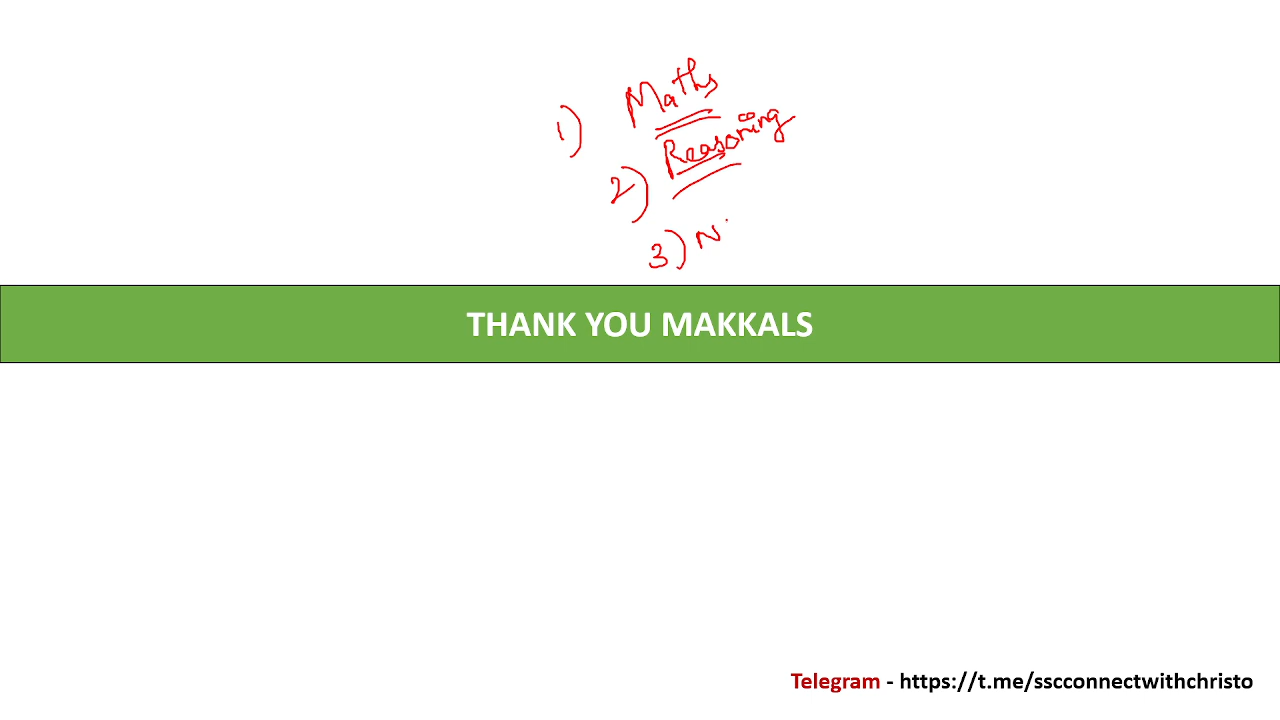 1) Maths
2) Reasoning
3) N
THANK YOU MAKKALS
Telegram - https://t.me/sscconnectwithchristo